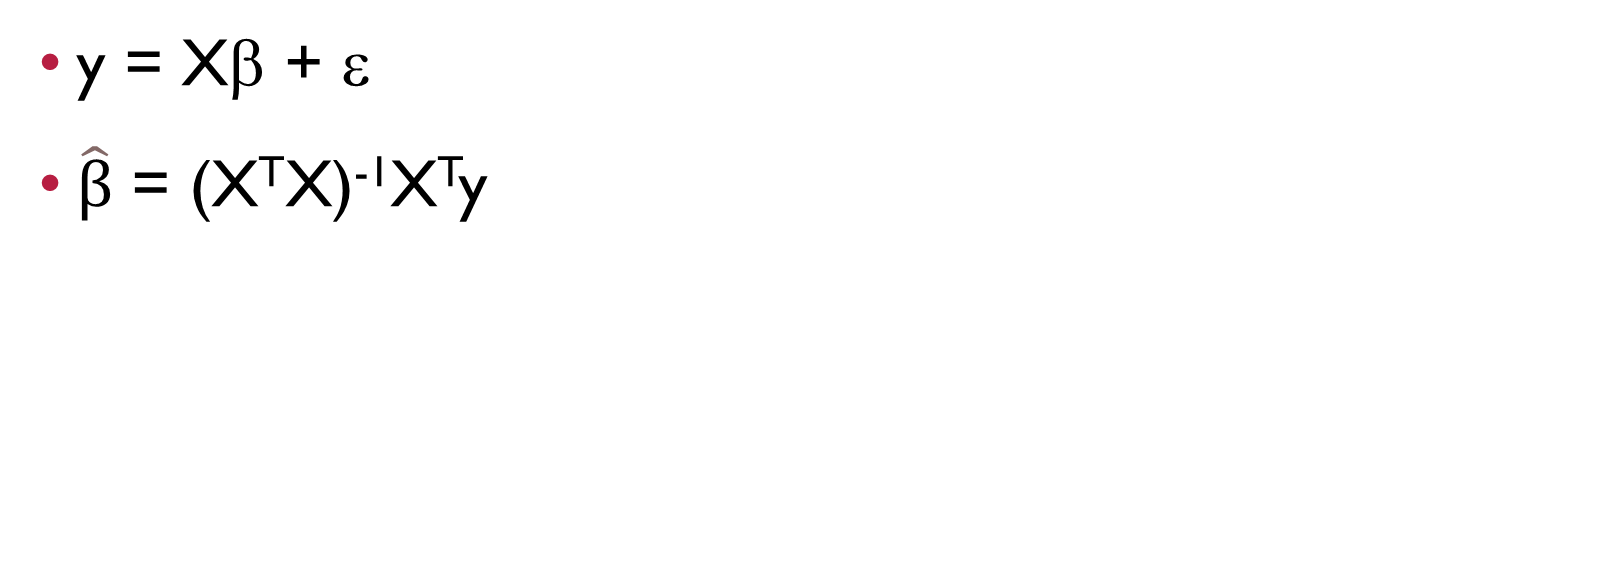 • y = Xβ + ε
• β̂ = (XᵀX)⁻¹Xᵀy